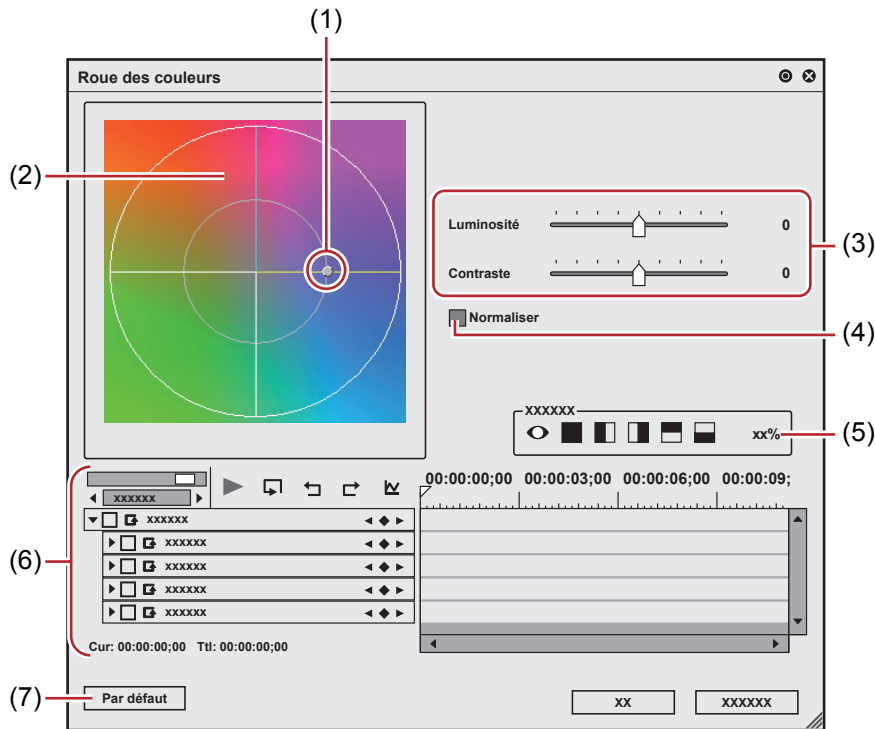 (1)
Roue des couleurs
(2)
Luminosité 0
(3)
Contraste 0
Normaliser
(4)
xxxxxx
xx%
(5)
00:00:00;00 00:00:03;00 00:00:06;00 00:00:09;
xxxxxx
xxxxxx
xxxxxx
(6)
xxxxxx
xxxxxx
xxxxxx
Cur: 00:00:00;00 Ttl: 00:00:00;00
(7)
Par défaut
xx
xxxxxx